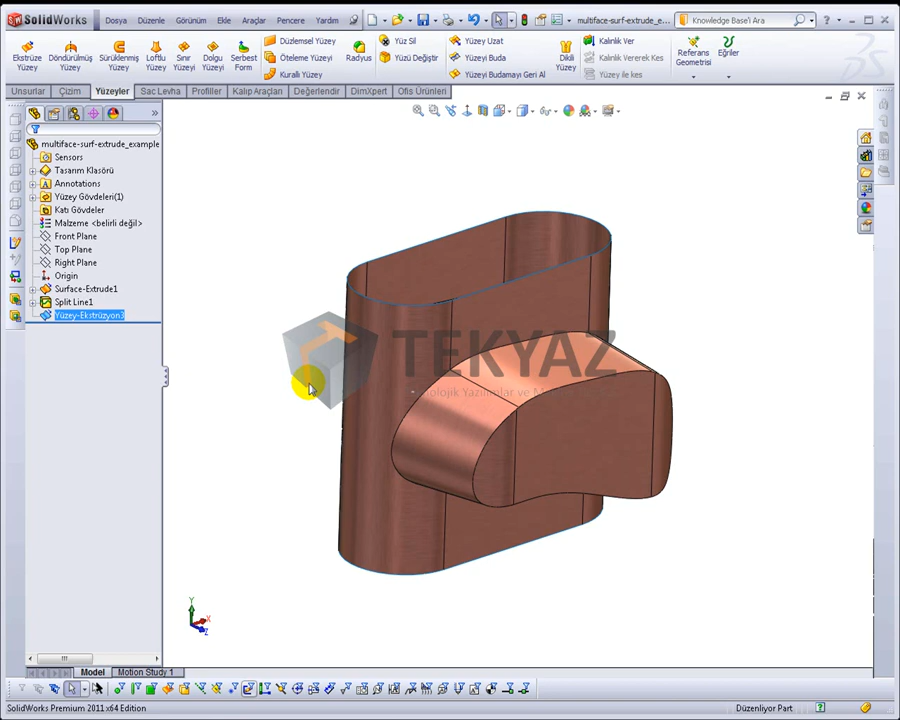 SolidWorks
Dosya Düzenle Görünüm Ekle Araçlar Pencere Yardım
multiface-surf-extrude_e...
Knowledge Base'i Ara
Ekstrüze Yüzey
Döndürülmüş Yüzey
Süröklenmiş Yüzey
Loftlu Yüzey
Sınır Yüzeyi
Dolgu Yüzeyi
Serbest Form
Düzlemsel Yüzey
Öteleme Yüzeyi
Kurallı Yüzey
Radyus
Yüz Sil
Yüzü Değiştir
Yüzey Uzat
Yüzeyi Buda
Yüzeyi Budamayı Geri Al
Dikili Yüzey
Kalınlık Ver
Kalınlık Vererek Kes
Yüzey ile kes
Referans Geometrisi
Eğriler
Unsurlar Çizim Yüzeyler Sac Levha Profiller Kalıp Araçları Değerlendir DimXpert Ofis Ürünleri
multiface-surf-extrude_example
Sensors
Tasarım Klasörü
Annotations
Yüzey Gövdeleri(1)
Katı Gövdeler
Malzeme <belirli değil>
Front Plane
Top Plane
Right Plane
Origin
Surface-Extrude1
Split Line1
Yüzey-Ekstrüzyon3
TEKYAZ
Y
X
Z
Model Motion Study 1
SolidWorks Premium 2011 x64 Edition
Düzenliyor Part